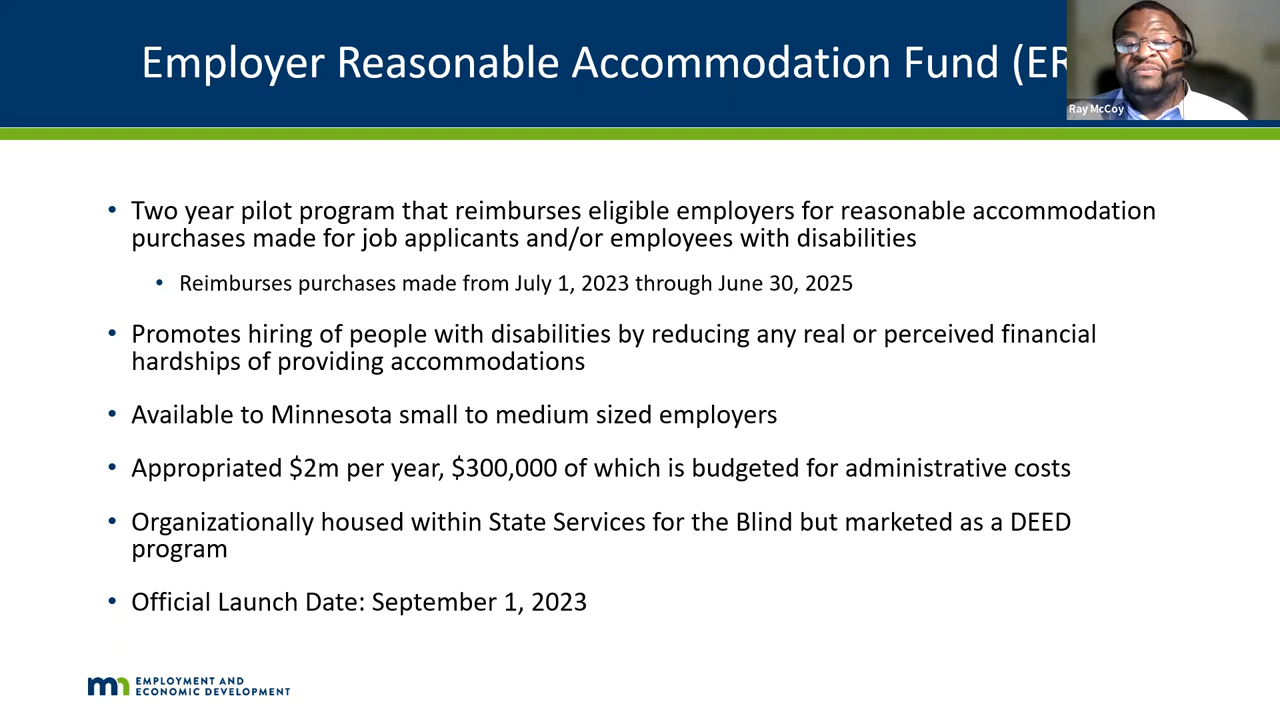 Employer Reasonable Accommodation Fund (ER
Ray McCoy
• Two year pilot program that reimburses eligible employers for reasonable accommodation
purchases made for job applicants and/or employees with disabilities
• Reimburses purchases made from July 1, 2023 through June 30, 2025
• Promotes hiring of people with disabilities by reducing any real or perceived financial
hardships of providing accommodations
• Available to Minnesota small to medium sized employers
• Appropriated $2m per year, $300,000 of which is budgeted for administrative costs
• Organizationally housed within State Services for the Blind but marketed as a DEED
program
• Official Launch Date: September 1, 2023
mn EMPLOYMENT AND
ECONOMIC DEVELOPMENT